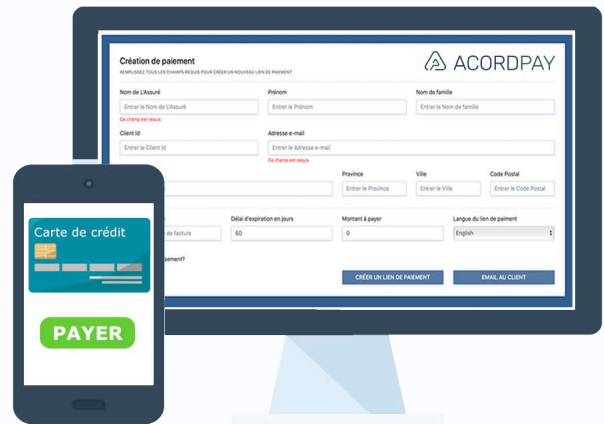 Création de paiement
ACORDPAY
REMPLISSEZ TOUS LES CHAMPS REQUIS POUR CRÉER UN NOUVEAU LIEN DE PAIEMENT
Nom de L'Assuré Prénom Nom de famille
Entrer le Nom de L'Assuré Entrer le Prénom Entrer le Nom de famille
Ce champ est requis
Client Id Adresse e-mail
Entrer le Client Id Entrer le Adresse e-mail
Ce champ est requis
Province Ville Code Postal
Entrer le Province Entrer le Ville Entrer le Code Postal
Délai d'expiration en jours Montant à payer Langue du lien de paiment
de facture 60 0 English
CRÉER UN LIEN DE PAIEMENT EMAIL AU CLIENT
Carte de crédit
PAYER